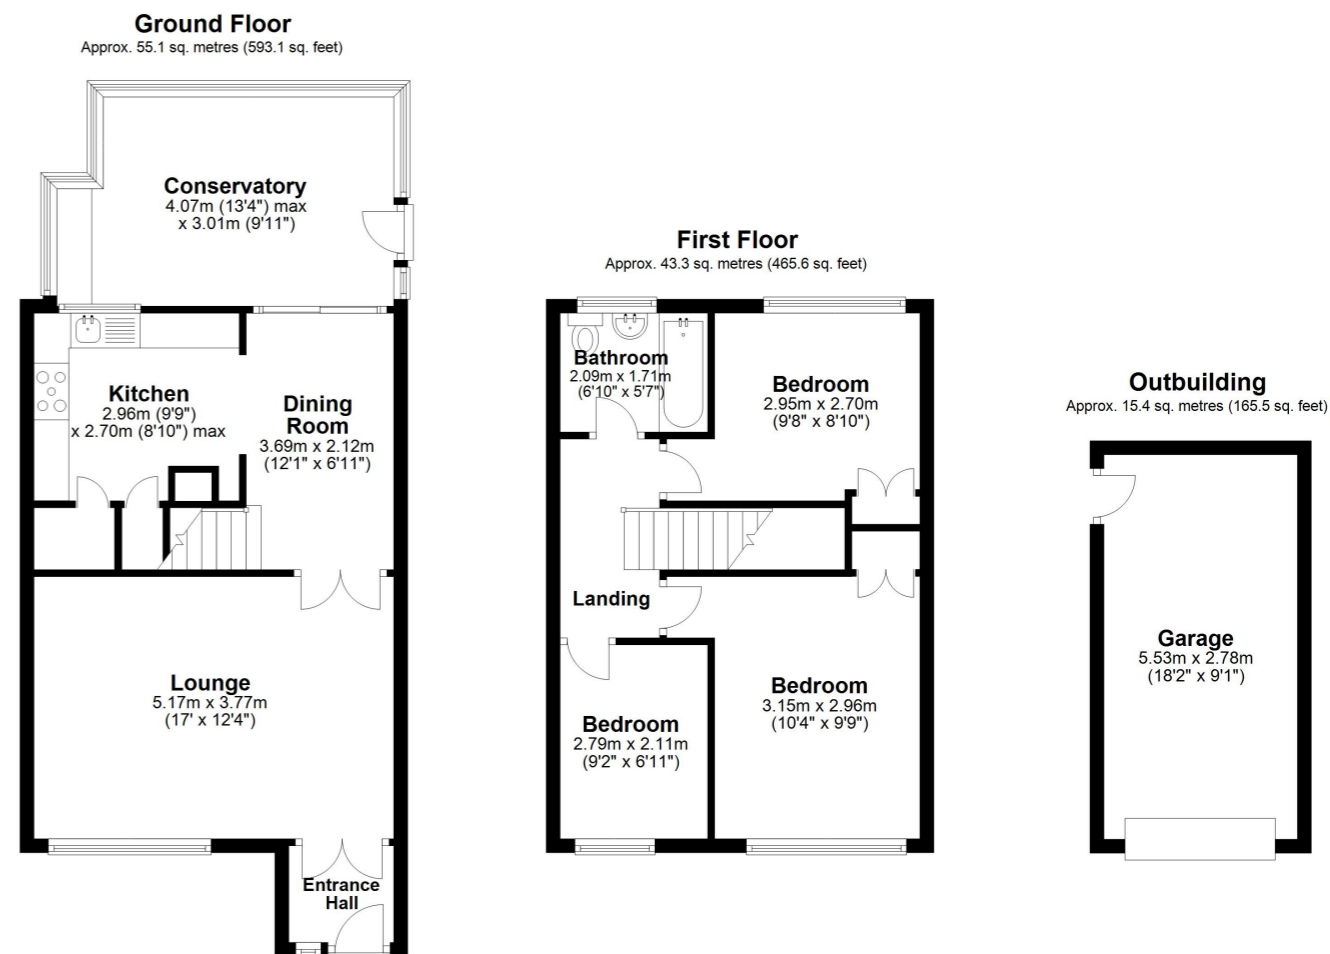 Ground Floor
Approx. 55.1 sq. metres (593.1 sq. feet)
Conservatory
4.07m (13'4") max
x 3.01m (9'11")
Kitchen
2.96m (9'9")
x 2.70m (8'10") max
Dining
Room
3.69m x 2.12m
(12'1" x 6'11")
Lounge
5.17m x 3.77m
(17' x 12'4")
Entrance
Hall
First Floor
Approx. 43.3 sq. metres (465.6 sq. feet)
Bathroom
2.09m x 1.71m
(6'10" x 5'7")
Bedroom
2.95m x 2.70m
(9'8" x 8'10")
Landing
Bedroom
3.15m x 2.96m
(10'4" x 9'9")
Bedroom
2.79m x 2.11m
(9'2" x 6'11")
Outbuilding
Approx. 15.4 sq. metres (165.5 sq. feet)
Garage
5.53m x 2.78m
(18'2" x 9'1")